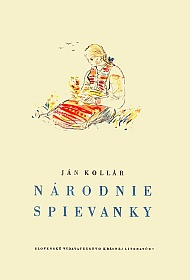 JÁN KOLLÁR
NÁRODNIE
SPIEVANKY
SLOVENSKÉ VYDAVATEĽSTVO KRÁSNEJ LITERATÚRY